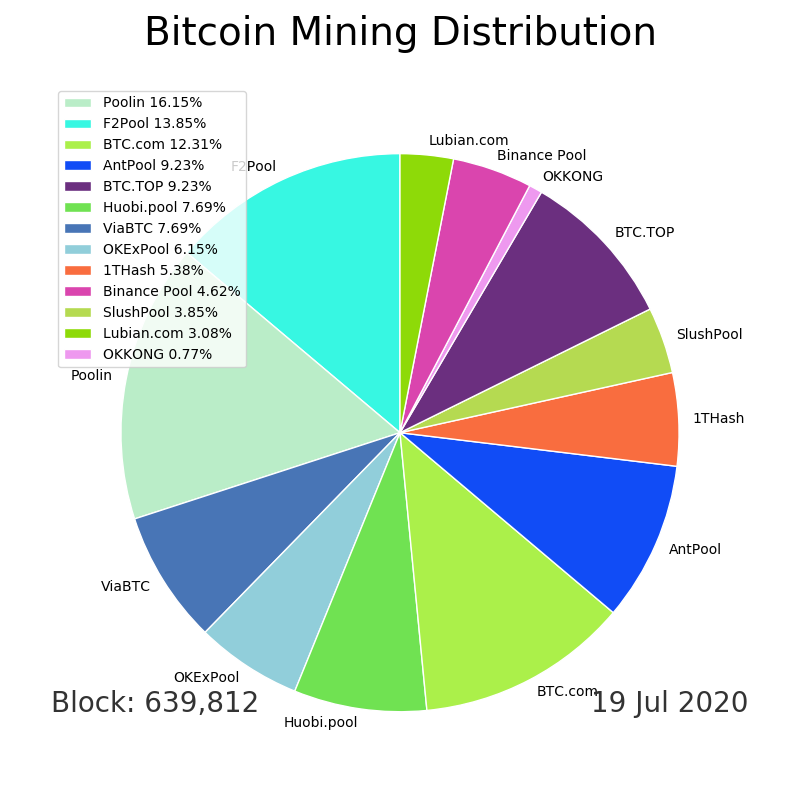 Bitcoin Mining Distribution
Poolin 16.15%
F2Pool 13.85%
BTC.com 12.31%
AntPool 9.23%
BTC.TOP 9.23%
Huobi.pool 7.69%
ViaBTC 7.69%
OKExPool 6.15%
1THash 5.38%
Binance Pool 4.62%
SlushPool 3.85%
Lubian.com 3.08%
OKKONG 0.77%
Lubian.com
Binance Pool
OKKONG
F2Pool
BTC.TOP
SlushPool
Poolin
1THash
AntPool
ViaBTC
OKExPool
BTC.com
Huobi.pool
Block: 639,812
19 Jul 2020